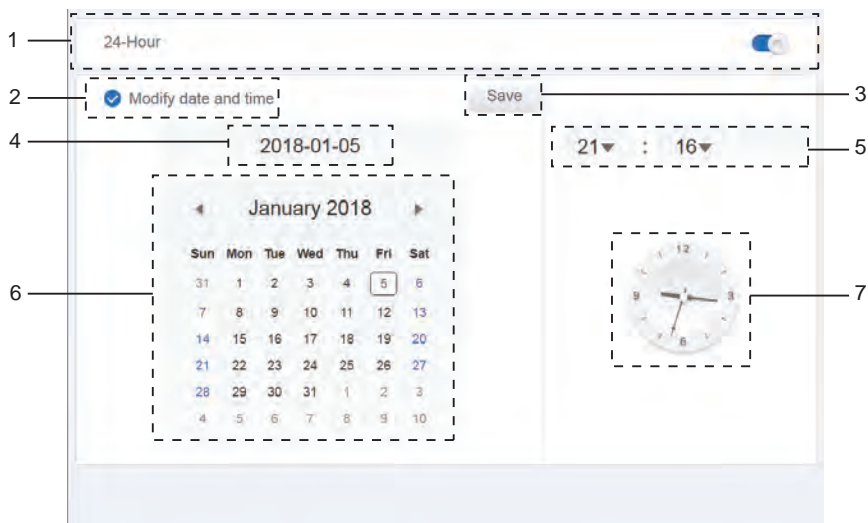 1
24-Hour
2
Modify date and time
Save
3
4
2018-01-05
21 : 16
5
January 2018
Sun Mon Tue Wed Thu Fri Sat
31 1 2 3 4 5 6
7 8 9 10 11 12 13
14 15 16 17 18 19 20
21 22 23 24 25 26 27
28 29 30 31 1 2 3
4 5 6 7 8 9 10
6
12
9 3
6
7